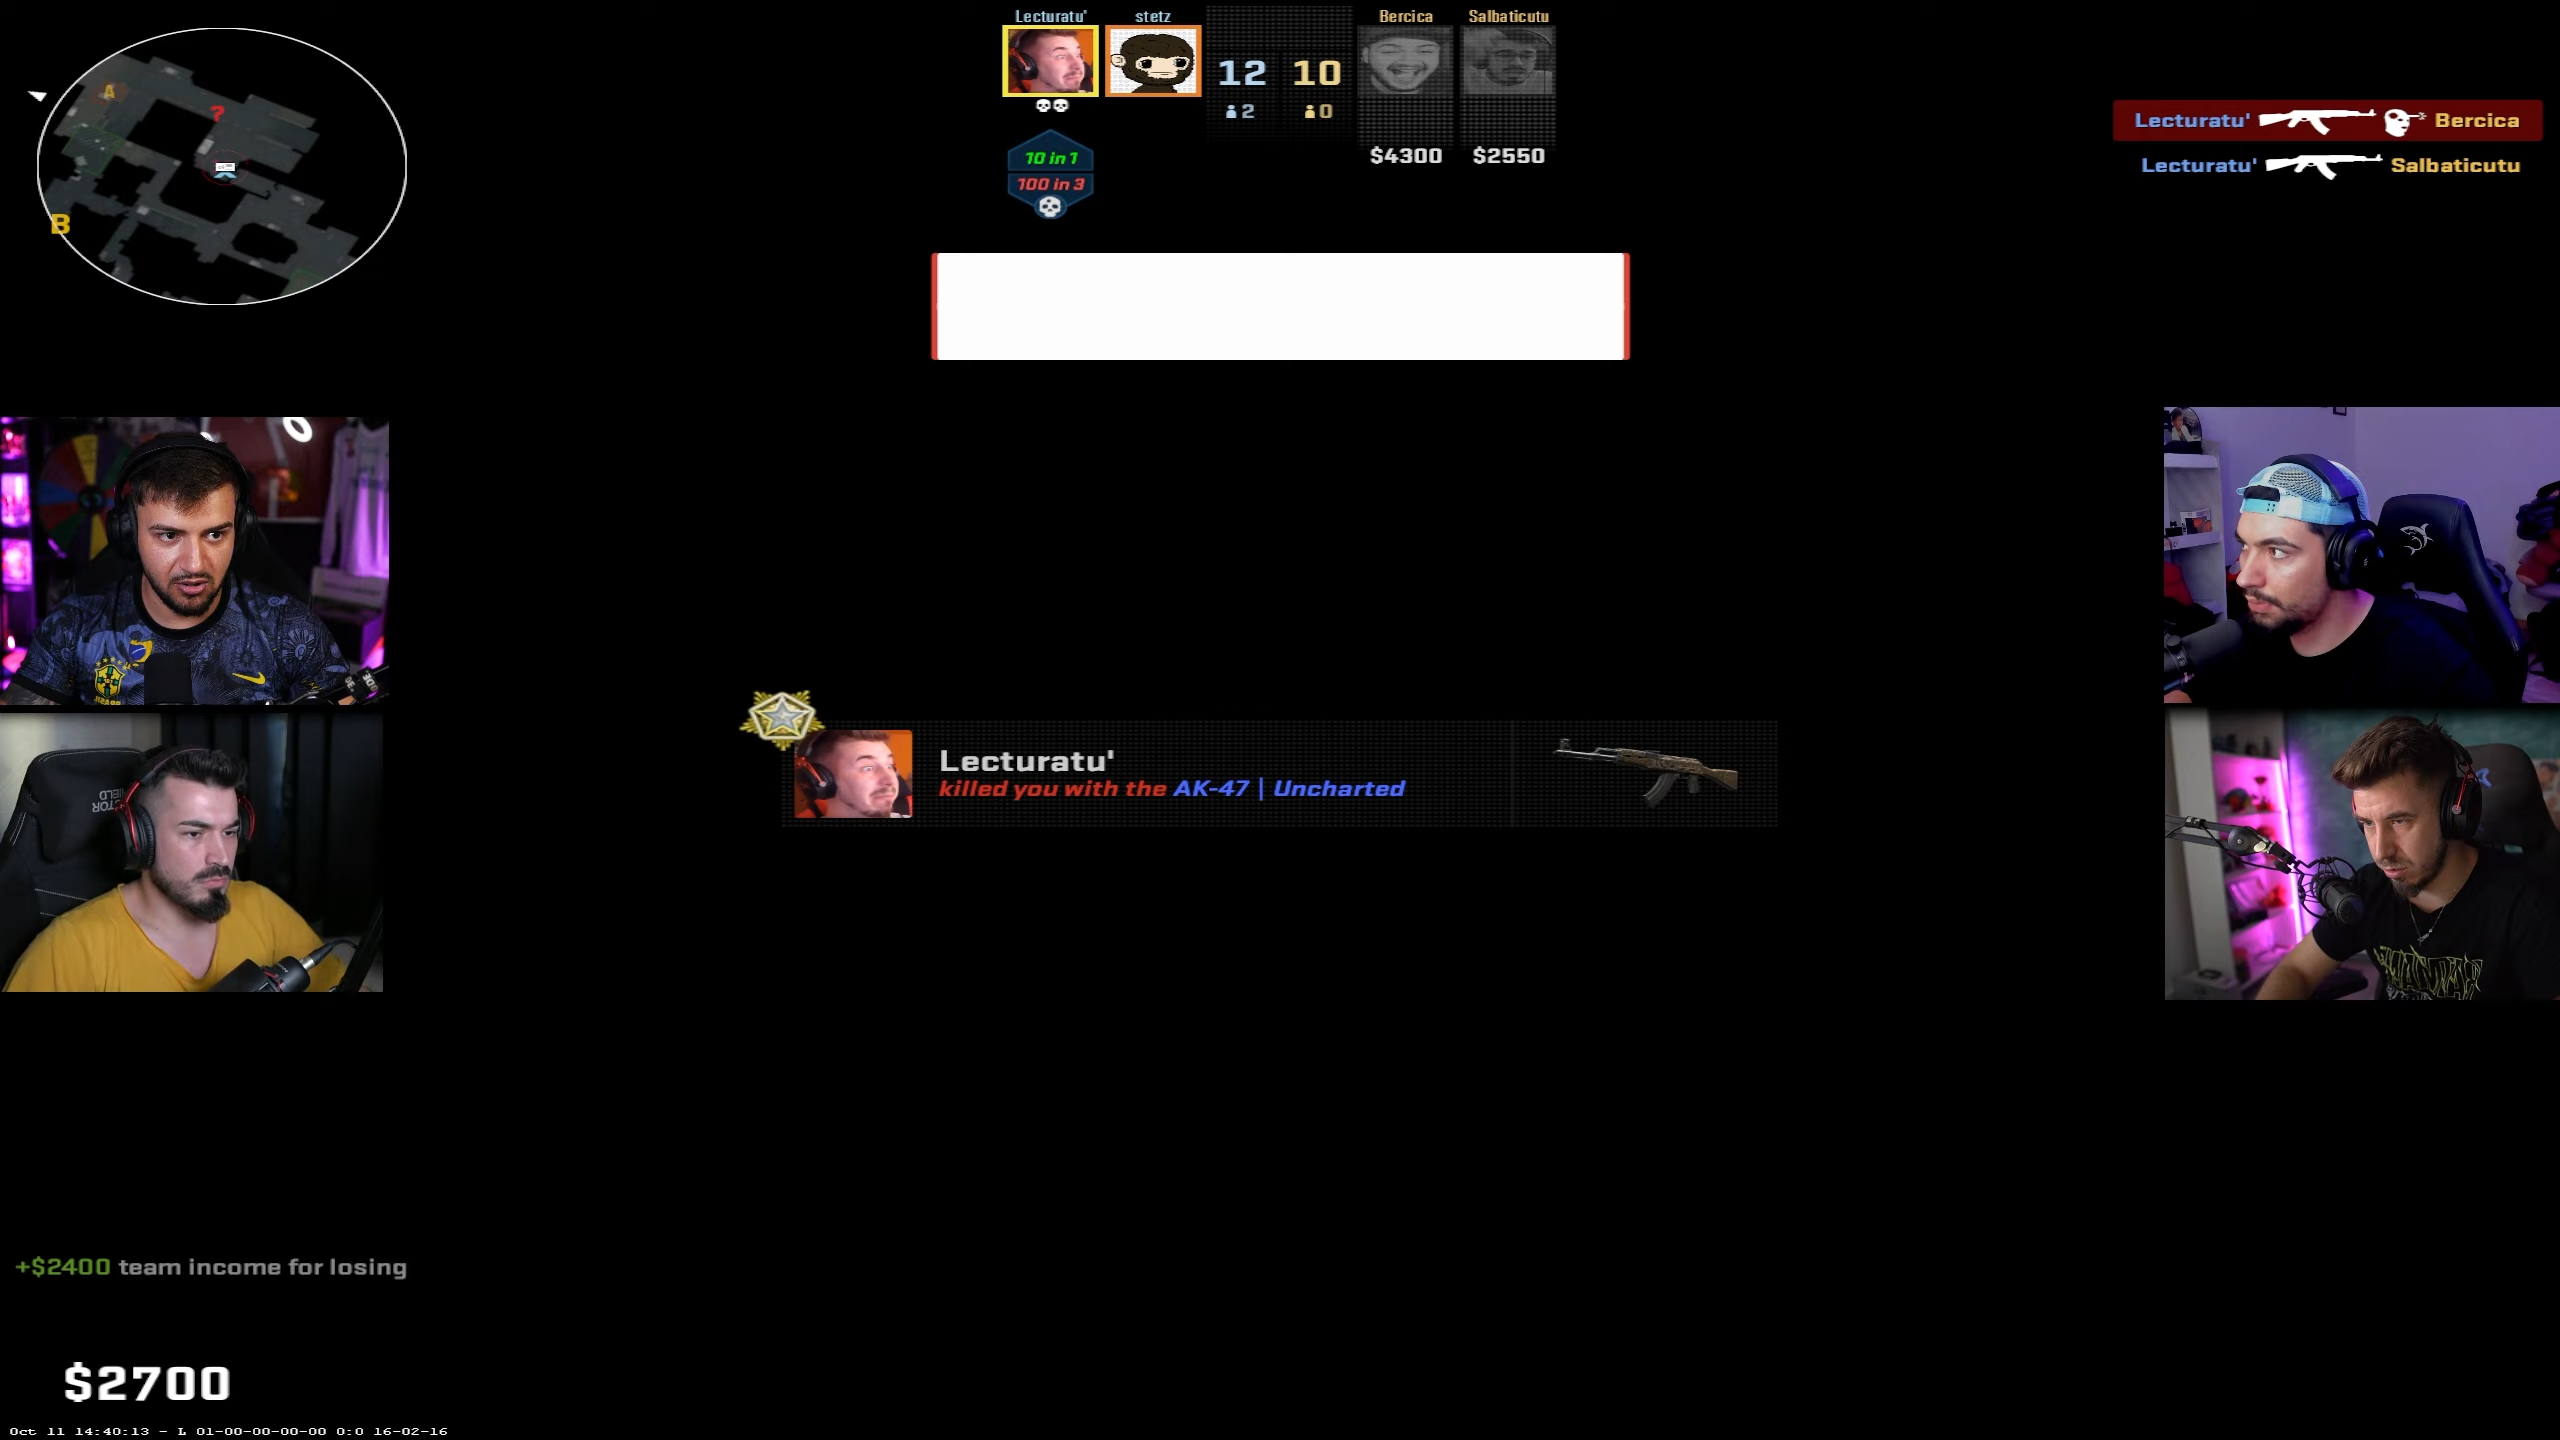 Lecturatu'
stetz
12
10
2
0
Bercica
Salbaticutu
$4300
$2550
10 in 1
100 in 3
A
?
B
Lecturatu' Bercica
Lecturatu' Salbaticutu
Lecturatu'
killed you with the AK-47 | Uncharted
+$2400 team income for losing
$2700
Oct 11 14:40:13 - L 01-00-00-00-00 0:0 16-02-16